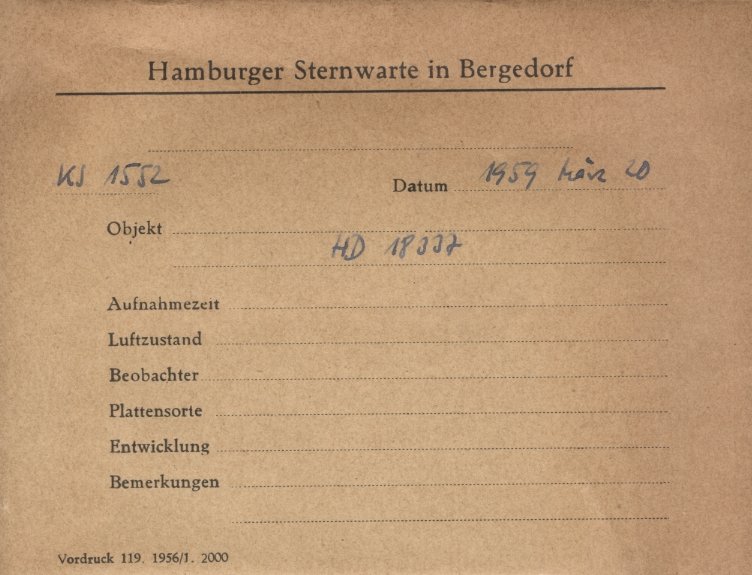 Hamburger Sternwarte in Bergedorf
KS 1552
Datum 1959 März 20
Objekt
HD 18337
Aufnahmezeit
Luftzustand
Beobachter
Plattensorte
Entwicklung
Bemerkungen
Vordruck 119. 1956/1. 2000